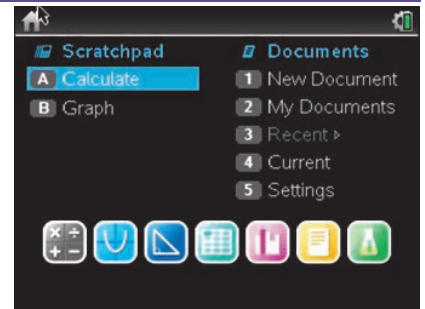 Scratchpad
A Calculate
B Graph
Documents
1 New Document
2 My Documents
3 Recent ▸
4 Current
5 Settings